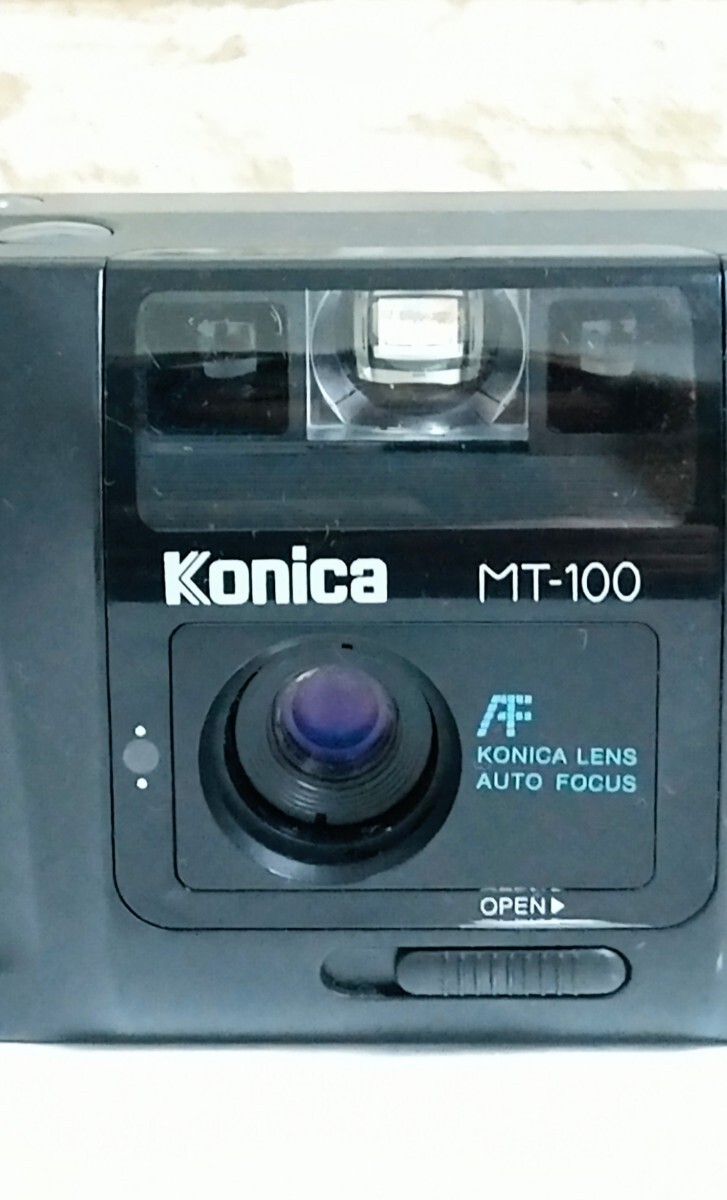 Konica MT-100
AF
KONICA LENS
AUTO FOCUS
OPEN▶